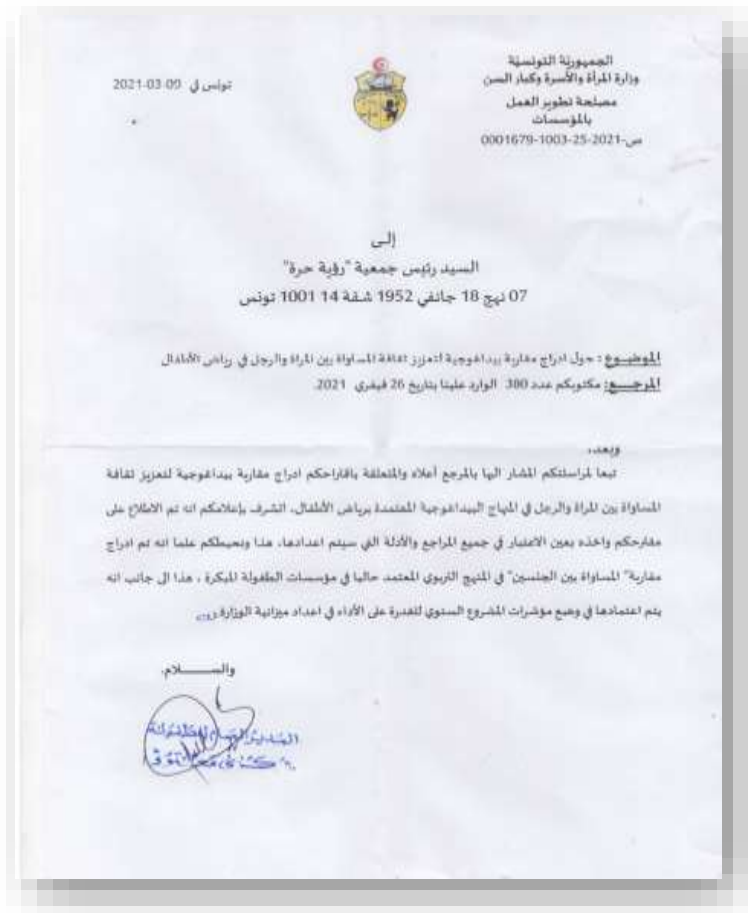 الجمهورية التونسية
وزارة المرأة والأسرة وكبار السن
مصلحة تطوير العمل
بالمؤسسات
ص-2021-25-1003-0001679
تونس في 09-03-2021
إلى
السيد رئيس جمعية "رؤية حرة"
07 نهج 18 جانفي 1952 شقة 14 1001 تونس
الموضوع : حول ادراج مقاربة بيداغوجية لتعزيز ثقافة المساواة بين المرأة والرجل في رياض الأطفال
المرجع: مكتوبكم عدد 380 الوارد علينا بتاريخ 26 فيفري 2021.
وبعد،
تبعا لمراسلتكم المشار اليها بالمرجع أعلاه والمتعلقة باقتراحكم ادراج مقاربة بيداغوجية لتعزيز ثقافة
المساواة بين المرأة والرجل في المنهاج البيداغوجية المعتمدة برياض الأطفال، اتشرف بإعلامكم انه تم الاطلاع على
مقترحكم واخذه بعين الاعتبار في جميع المراجع والأدلة التي سيتم اعدادها، هذا ونحيطكم علما انه تم ادراج
مقاربة" المساواة بين الجنسين" في المنهج التربوي المعتمد حاليا في مؤسسات الطفولة المبكرة ، هذا الى جانب انه
يتم اعتمادها في وضع مؤشرات المشروع السنوي للقدرة على الأداء في اعداد ميزانية الوزارة.
والســـــلام.
المدير العام للطفولة